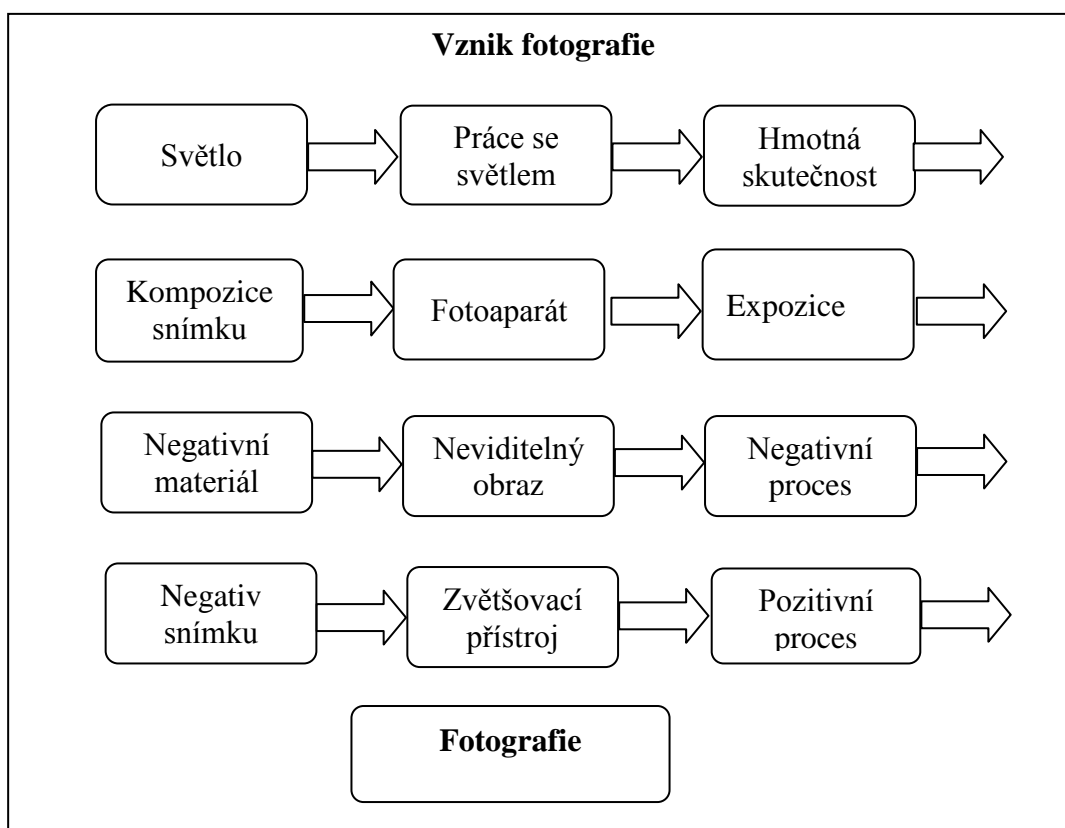 Vznik fotografie
Světlo
Práce se
světlem
Hmotná
skutečnost
Kompozice
snímku
Fotoaparát
Expozice
Negativní
materiál
Neviditelný
obraz
Negativní
proces
Negativ
snímku
Zvětšovací
přístroj
Pozitivní
proces
Fotografie